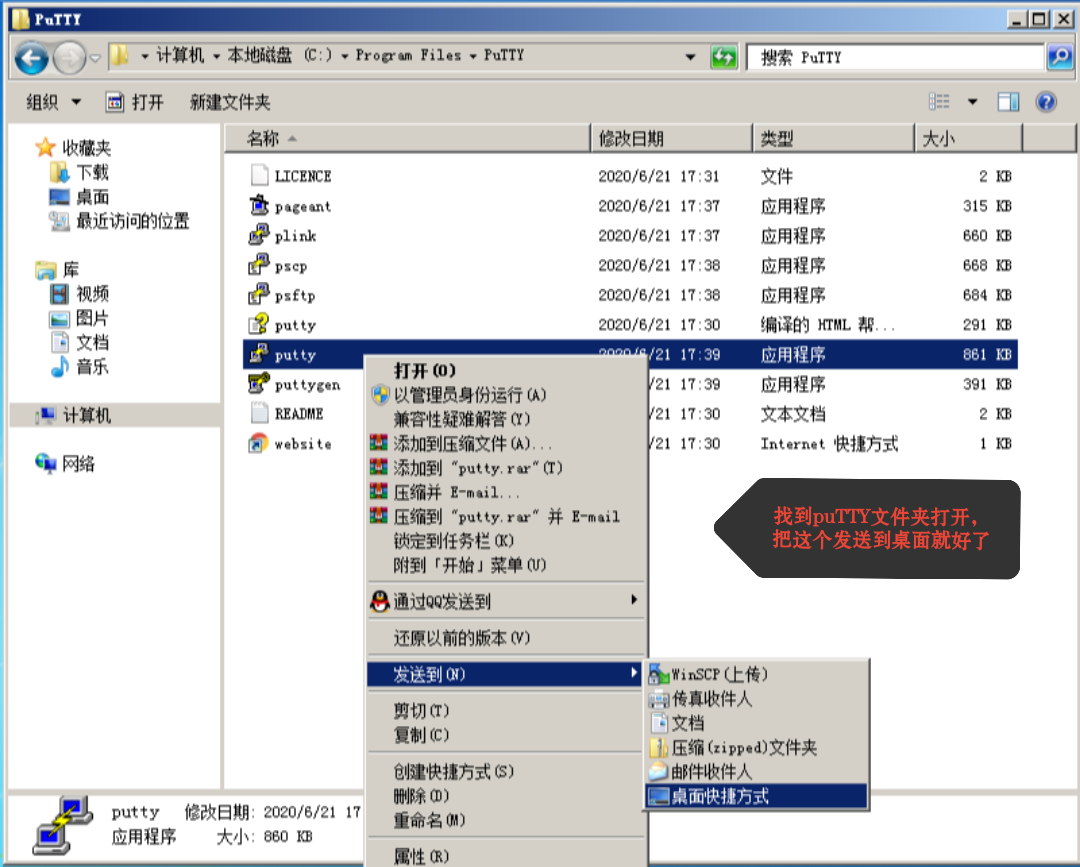 PuTTY
计算机 本地磁盘 (C:) Program Files PuTTY
搜索 PuTTY
组织 打开 新建文件夹
名称 修改日期 类型 大小
收藏夹
下载
桌面
最近访问的位置
库
视频
图片
文档
音乐
计算机
网络
LICENCE 2020/6/21 17:31 文件 2 KB
pageant 2020/6/21 17:37 应用程序 315 KB
plink 2020/6/21 17:37 应用程序 660 KB
pscp 2020/6/21 17:38 应用程序 668 KB
psftp 2020/6/21 17:38 应用程序 684 KB
putty 2020/6/21 17:30 编译的 HTML 帮... 291 KB
putty 2020/6/21 17:39 应用程序 861 KB
puttygen /21 17:39 应用程序 391 KB
README /21 17:30 文本文档 2 KB
website /21 17:30 Internet 快捷方式 1 KB
打开(O)
以管理员身份运行(A)
兼容性疑难解答(Y)
添加到压缩文件(A)...
添加到 "putty.rar"(T)
压缩并 E-mail...
压缩到 "putty.rar" 并 E-mail
锁定到任务栏(K)
附到「开始」菜单(U)
通过QQ发送到
还原以前的版本(V)
发送到(N)
剪切(T)
复制(C)
创建快捷方式(S)
删除(D)
重命名(M)
属性(R)
WinSCP(上传)
传真收件人
文档
压缩(zipped)文件夹
邮件收件人
桌面快捷方式
找到puTTY文件夹打开，
把这个发送到桌面就好了
putty 修改日期: 2020/6/21 17
应用程序 大小: 860 KB